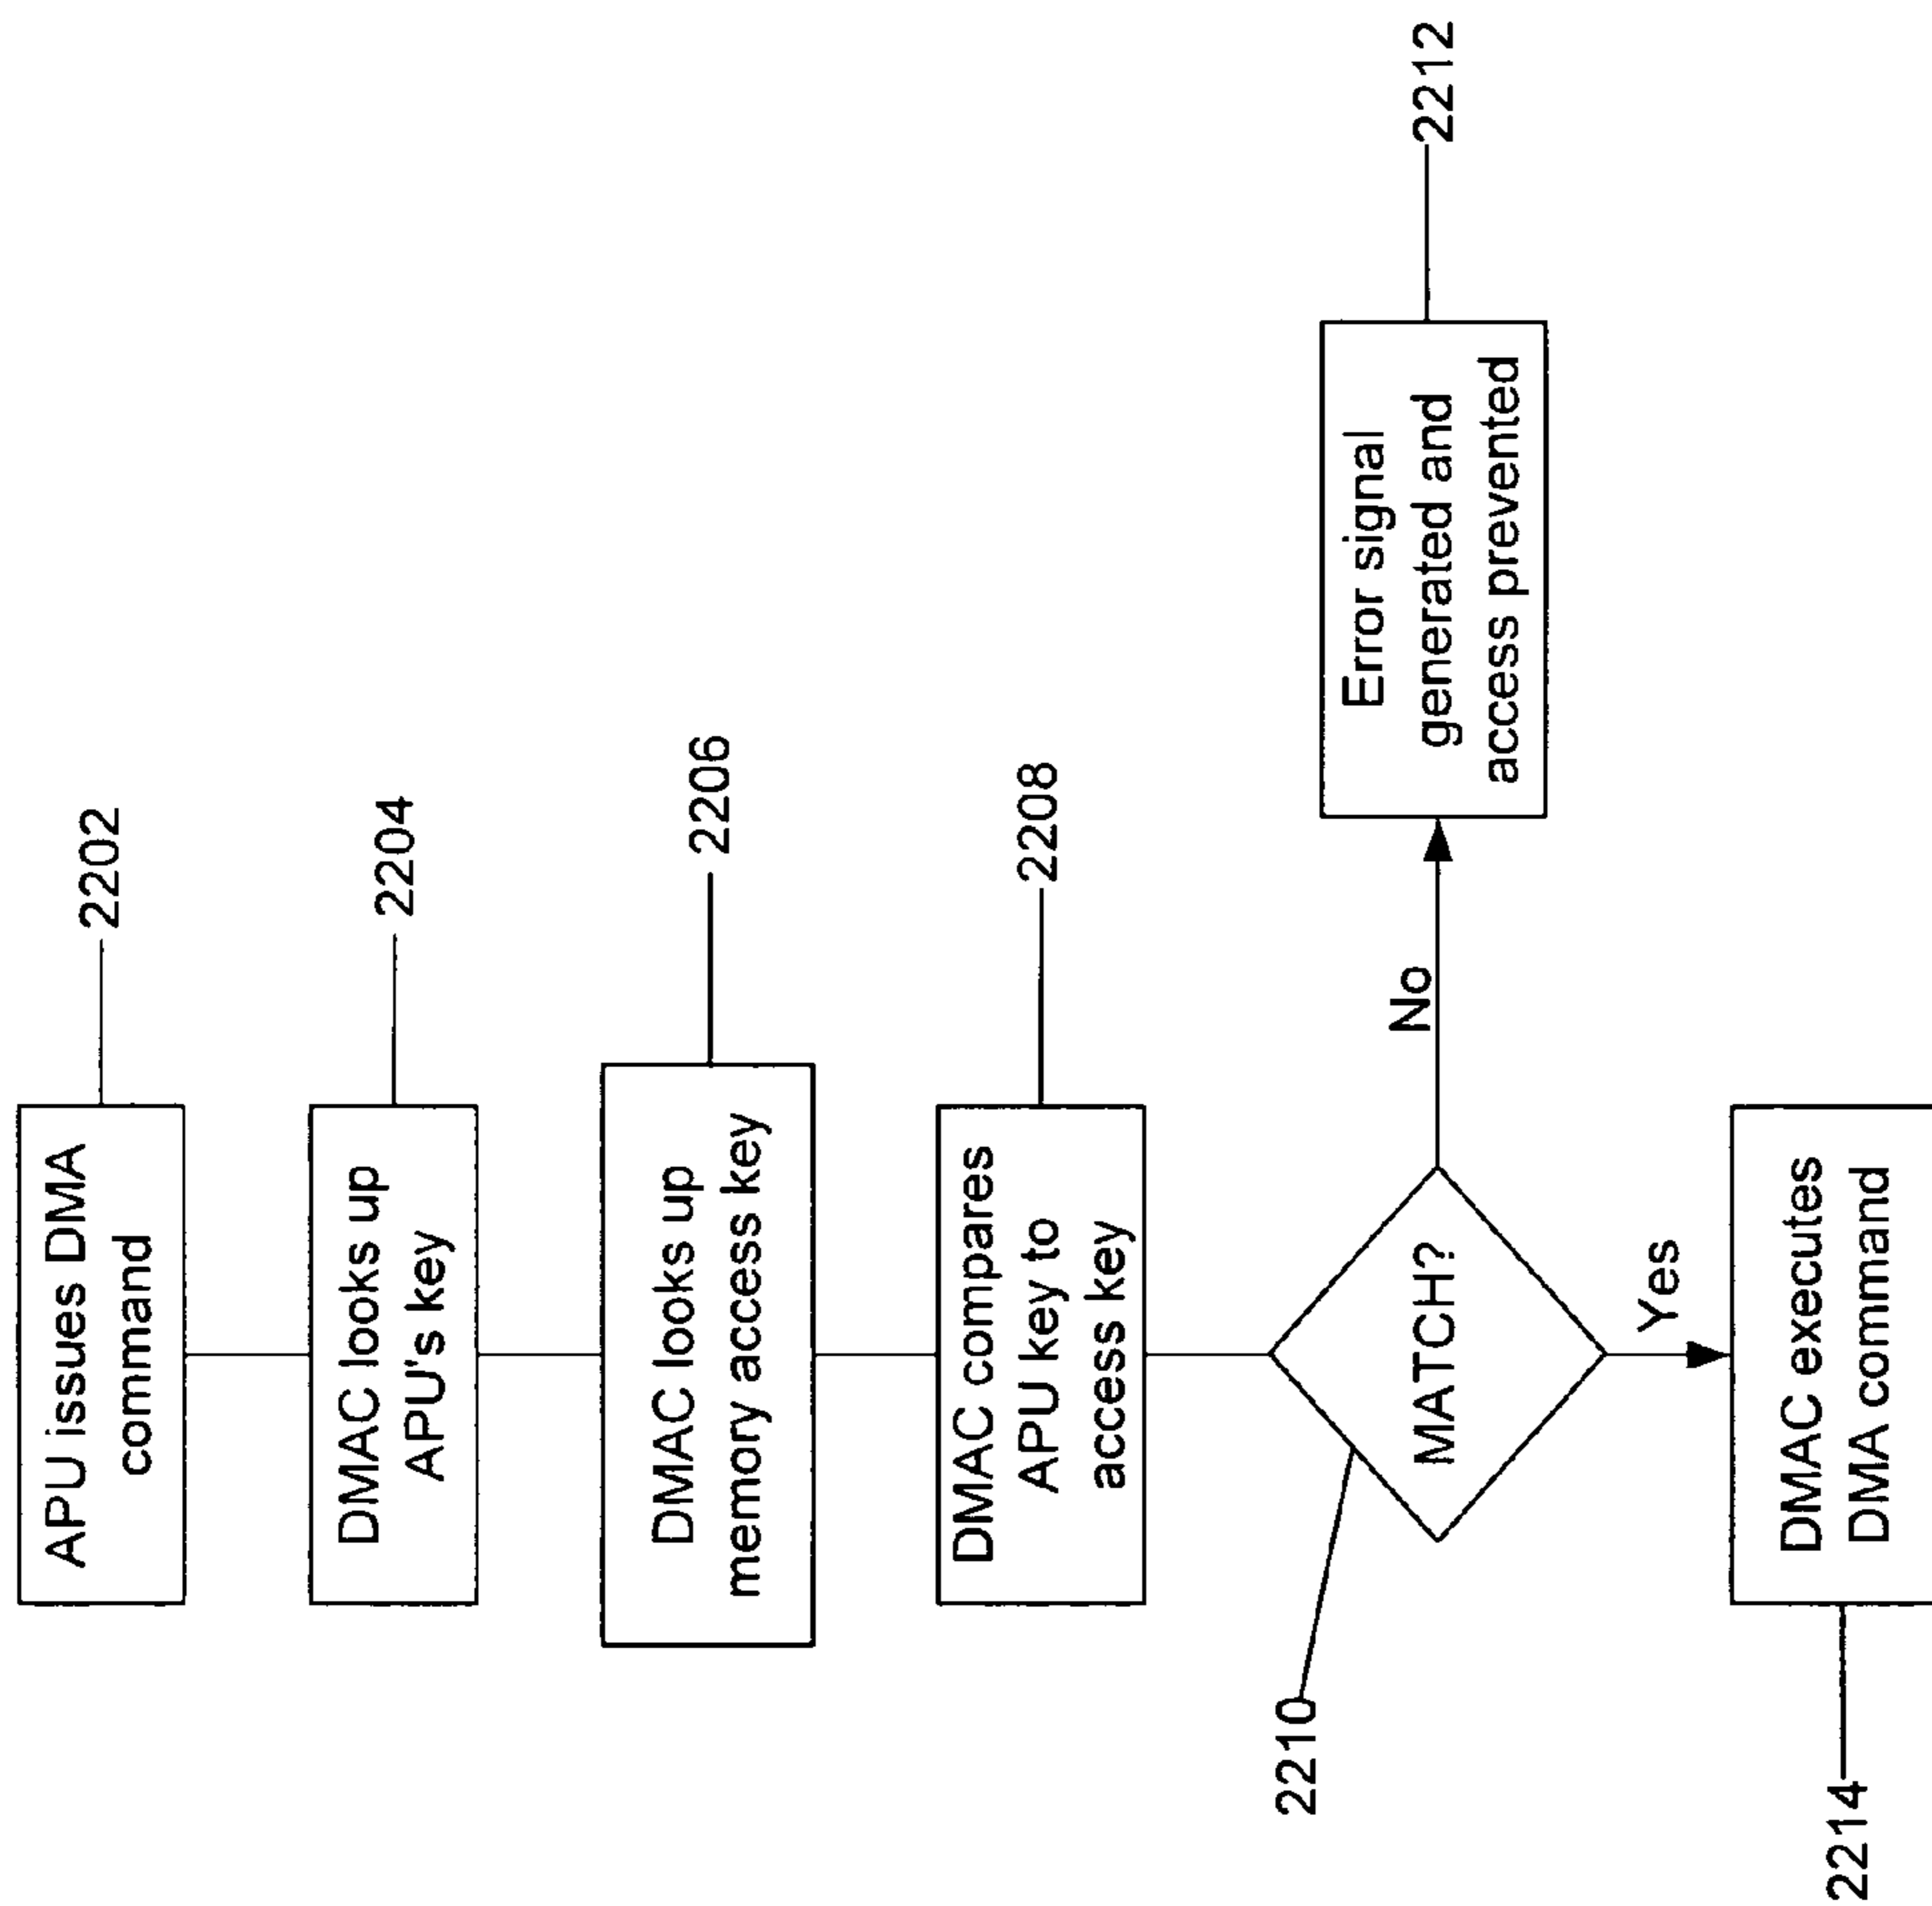 APU issues DMA
command
2202
DMAC looks up
APU's key
2204
DMAC looks up
memory access key
2206
DMAC compares
APU key to
access key
2208
2210
MATCH?
No
Error signal
generated and
access prevented
2212
Yes
DMAC executes
DMA command
2214